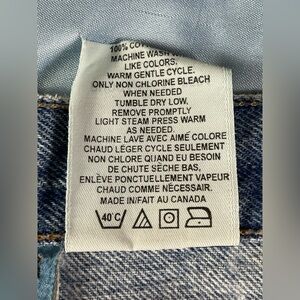 100% CO
MACHINE WASH W
LIKE COLORS.
WARM GENTLE CYCLE.
ONLY NON CHLORINE BLEACH
WHEN NEEDED
TUMBLE DRY LOW.
REMOVE PROMPTLY
LIGHT STEAM PRESS WARM
AS NEEDED.
MACHINE LAVE AVEC AIMÉ COLORE
CHAUD LÉGER CYCLE SEULEMENT
NON CHLORE QUAND EU BESOIN
DE CHUTE SÈCHE BAS,
ENLÈVE PONCTUELLEMENT VAPEUR
CHAUD COMME NÉCESSAIR.
MADE IN/FAIT AU CANADA
40°C